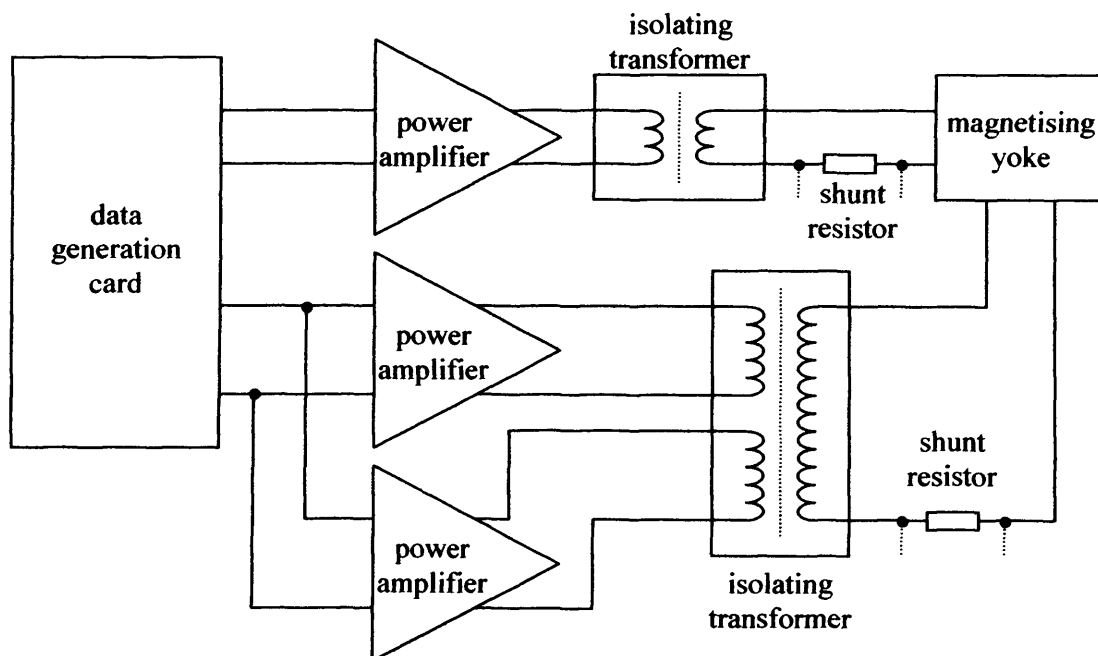 isolating
transformer
power
amplifier
magnetising
yoke
shunt
resistor
data
generation
card
power
amplifier
shunt
resistor
power
amplifier
isolating
transformer